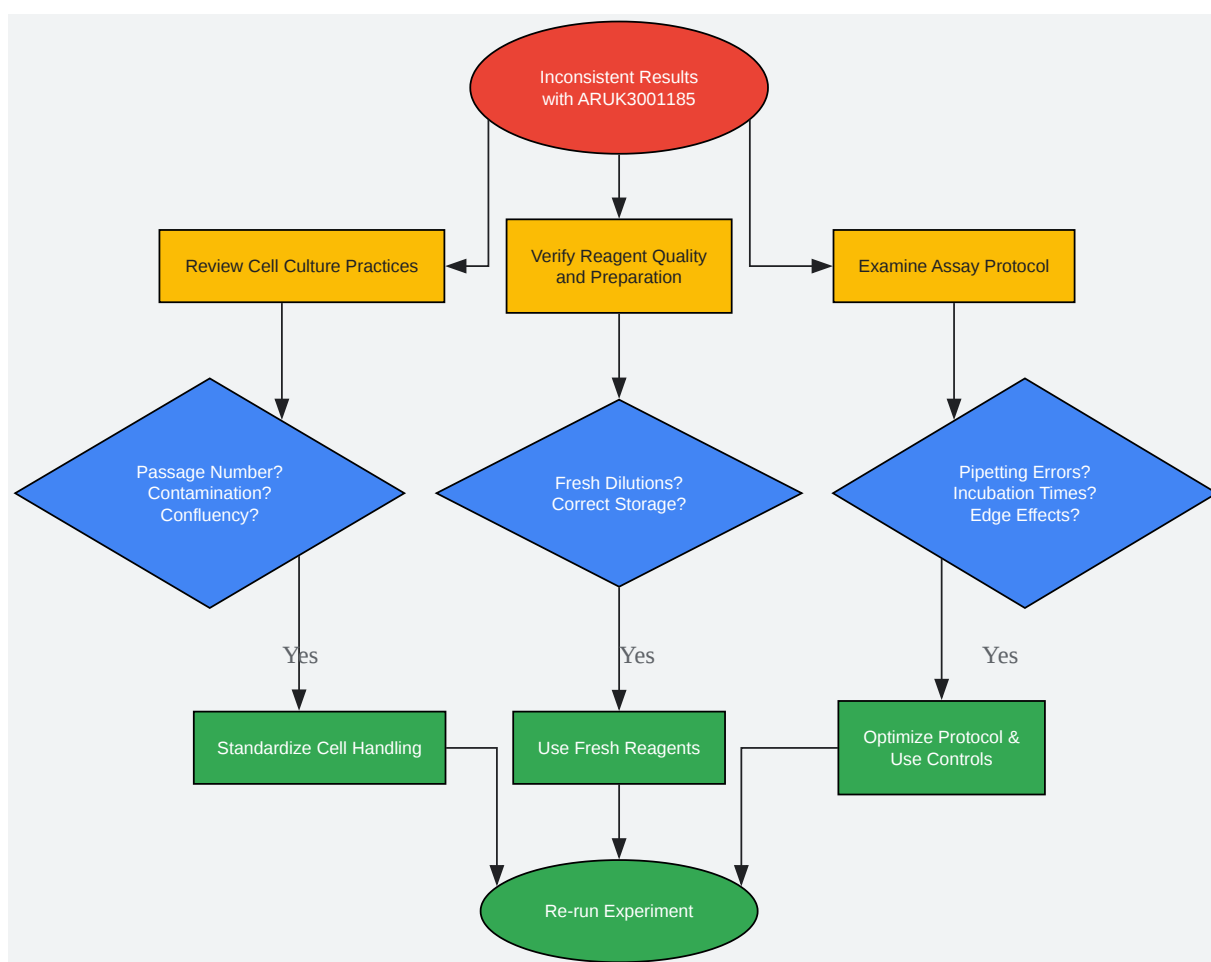 Inconsistent Results
with ARUK3001185
Review Cell Culture Practices
Verify Reagent Quality
and Preparation
Examine Assay Protocol
Passage Number?
Contamination?
Confluency?
Fresh Dilutions?
Correct Storage?
Pipetting Errors?
Incubation Times?
Edge Effects?
Yes
Yes
Yes
Standardize Cell Handling
Use Fresh Reagents
Optimize Protocol &
Use Controls
Re-run Experiment